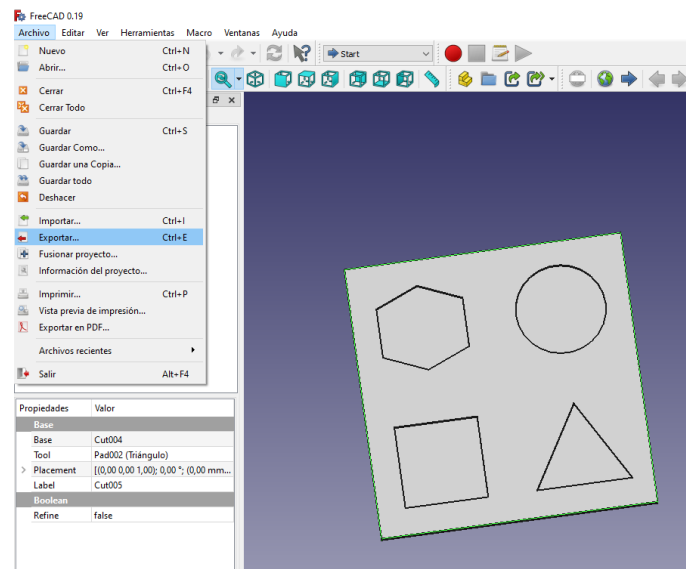 FreeCAD 0.19
Archivo Editar Ver Herramientas Macro Ventanas Ayuda
Nuevo Ctrl+N
Abrir... Ctrl+O
Cerrar Ctrl+F4
Cerrar Todo
Guardar Ctrl+S
Guardar Como...
Guardar una Copia...
Guardar todo
Deshacer
Importar... Ctrl+I
Exportar... Ctrl+E
Fusionar proyecto...
Información del proyecto...
Imprimir... Ctrl+P
Vista previa de impresión...
Exportar en PDF...
Archivos recientes
Salir Alt+F4
Start
Propiedades Valor
Base
Base Cut004
Tool Pad002 (Triángulo)
Placement [(0,00 0,00 1,00); 0,00 °; (0,00 mm...
Label Cut005
Boolean
Refine false